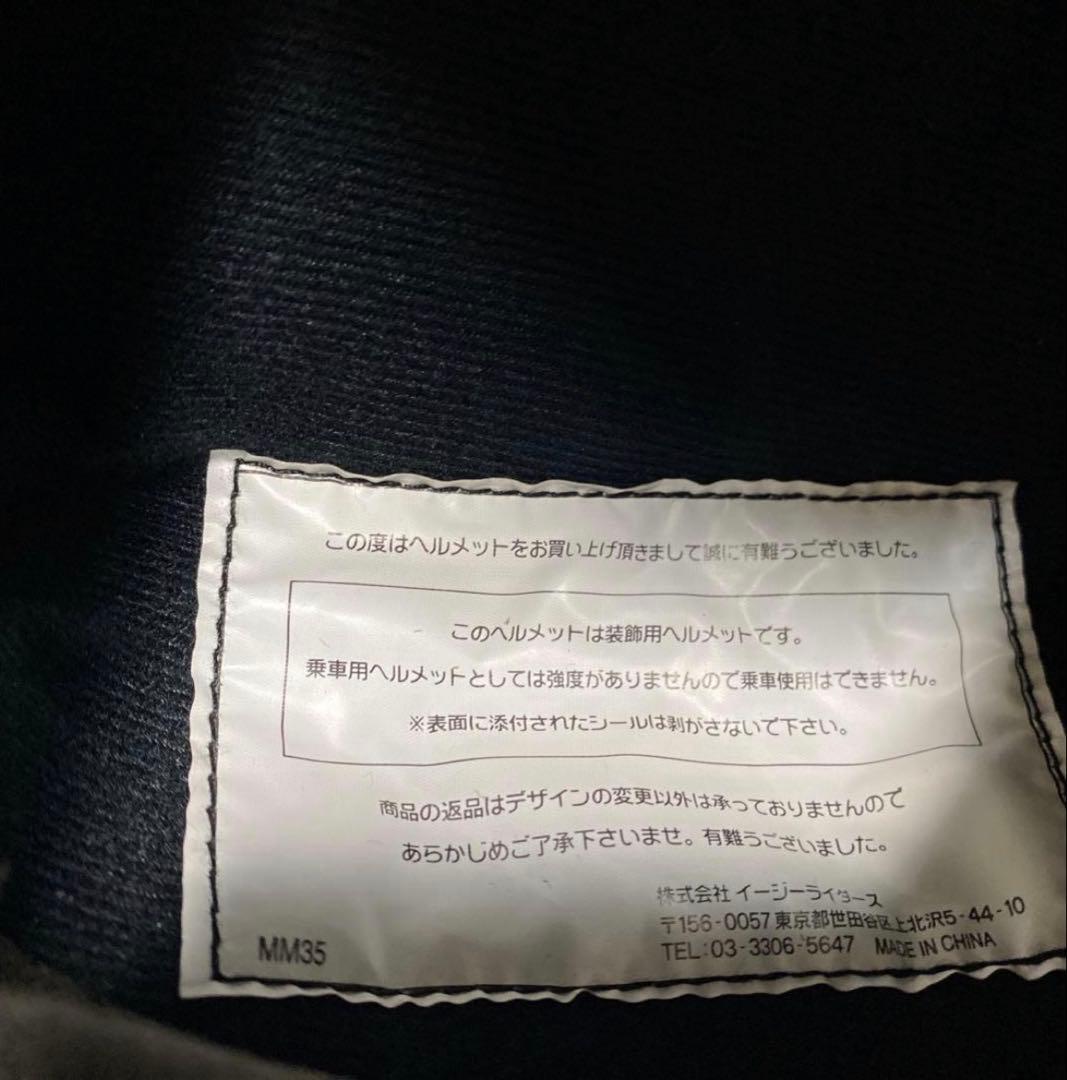 この度はヘルメットをお買い上げ頂きまして誠に有難うございました。
このヘルメットは装飾用ヘルメットです。
乗車用ヘルメットとしては強度がありませんので乗車使用はできません。
※表面に添付されたシールは剥がさないで下さい。
商品の返品はデザインの変更以外は承っておりませんので
あらかじめご了承下さいませ。有難うございました。
株式会社 イージーライダース
〒156-0057 東京都世田谷区上北沢5-44-10
TEL:03-3306-5647 MADE IN CHINA
MM35